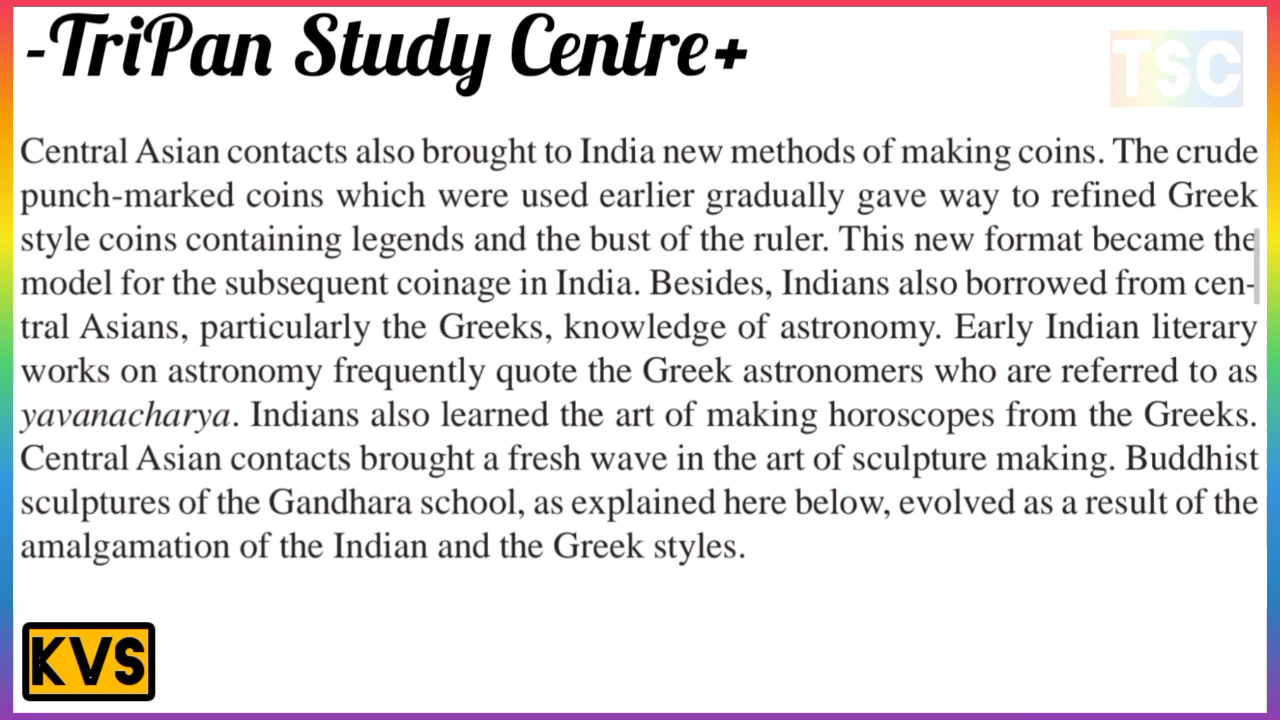 -TriPan Study Centre+
TSC
Central Asian contacts also brought to India new methods of making coins. The crude
punch-marked coins which were used earlier gradually gave way to refined Greek
style coins containing legends and the bust of the ruler. This new format became the
model for the subsequent coinage in India. Besides, Indians also borrowed from cen-
tral Asians, particularly the Greeks, knowledge of astronomy. Early Indian literary
works on astronomy frequently quote the Greek astronomers who are referred to as
yavanacharya. Indians also learned the art of making horoscopes from the Greeks.
Central Asian contacts brought a fresh wave in the art of sculpture making. Buddhist
sculptures of the Gandhara school, as explained here below, evolved as a result of the
amalgamation of the Indian and the Greek styles.
KVS